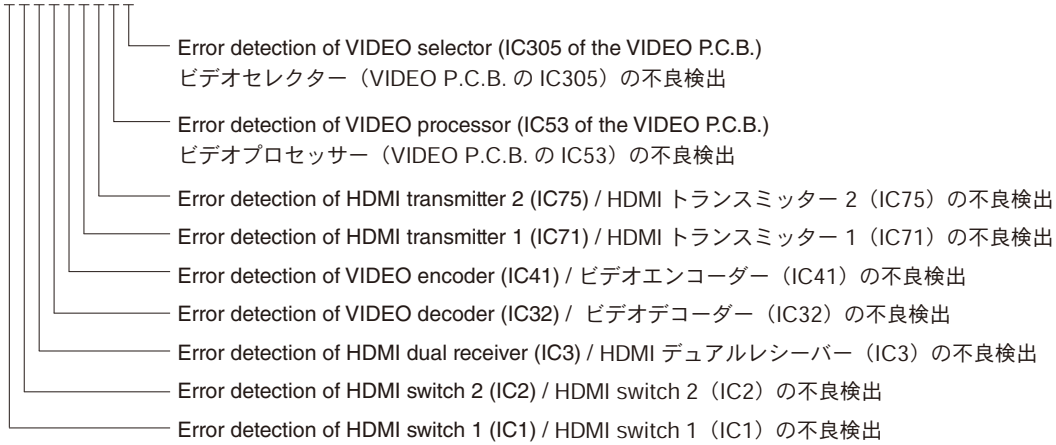 Error detection of VIDEO selector (IC305 of the VIDEO P.C.B.)
ビデオセレクター（VIDEO P.C.B. の IC305）の不良検出
Error detection of VIDEO processor (IC53 of the VIDEO P.C.B.)
ビデオプロセッサー（VIDEO P.C.B. の IC53）の不良検出
Error detection of HDMI transmitter 2 (IC75) / HDMI トランスミッター 2（IC75）の不良検出
Error detection of HDMI transmitter 1 (IC71) / HDMI トランスミッター 1（IC71）の不良検出
Error detection of VIDEO encoder (IC41) / ビデオエンコーダー（IC41）の不良検出
Error detection of VIDEO decoder (IC32) / ビデオデコーダー（IC32）の不良検出
Error detection of HDMI dual receiver (IC3) / HDMI デュアルレシーバー（IC3）の不良検出
Error detection of HDMI switch 2 (IC2) / HDMI switch 2（IC2）の不良検出
Error detection of HDMI switch 1 (IC1) / HDMI switch 1（IC1）の不良検出